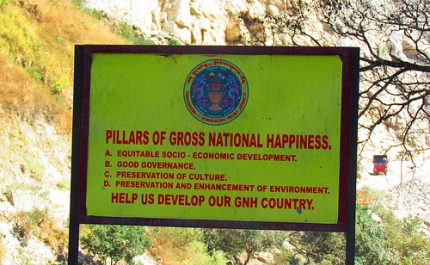 PILLARS OF GROSS NATIONAL HAPPINESS.
A. EQUITABLE SOCIO - ECONOMIC DEVELOPMENT.
B. GOOD GOVERNANCE.
C. PRESERVATION OF CULTURE.
D. PRESERVATION AND ENHANCEMENT OF ENVIRONMENT.
HELP US DEVELOP OUR GNH COUNTRY.